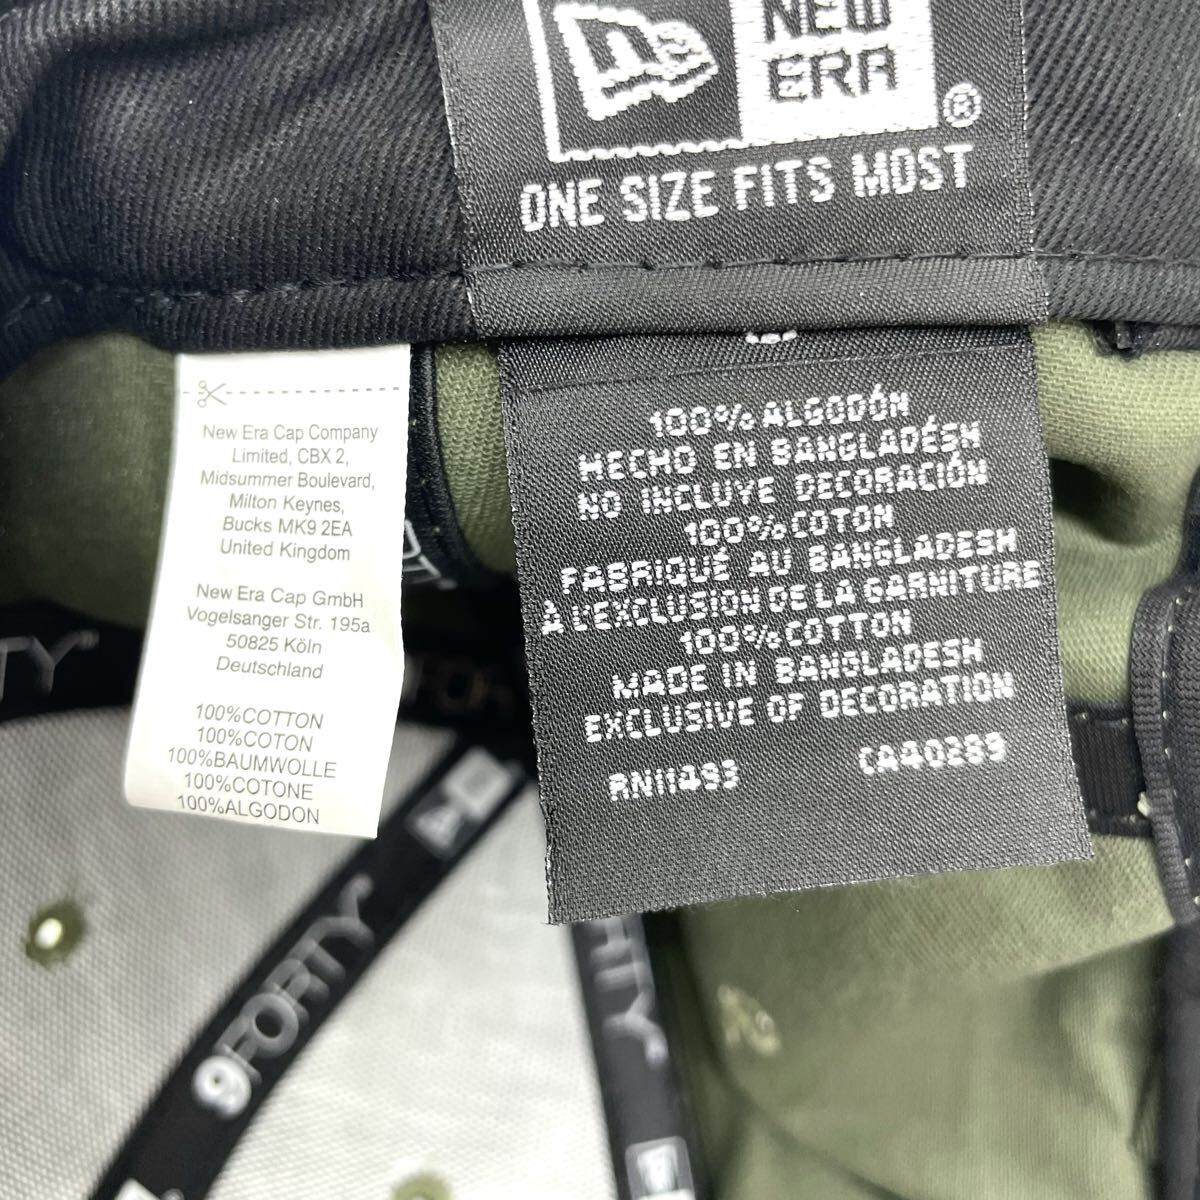 NEW
ERA
®
ONE SIZE FITS MOST
New Era Cap Company
Limited, CBX 2,
Midsummer Boulevard,
Milton Keynes,
Bucks MK9 2EA
United Kingdom
New Era Cap GmbH
Vogelsanger Str. 195a
50825 Köln
Deutschland
100%COTTON
100%COTON
100%BAUMWOLLE
100%COTONE
100%ALGODON
100%ALGODÓN
HECHO EN BANGLADÉSH
NO INCLUYE DECORACIÓN
100%COTON
FABRIQUÉ AU BANGLADESH
À L'EXCLUSION DE LA GARNITURE
100%COTTON
MADE IN BANGLADESH
EXCLUSIVE OF DECORATION
RN11493 CA40289
9FORTY